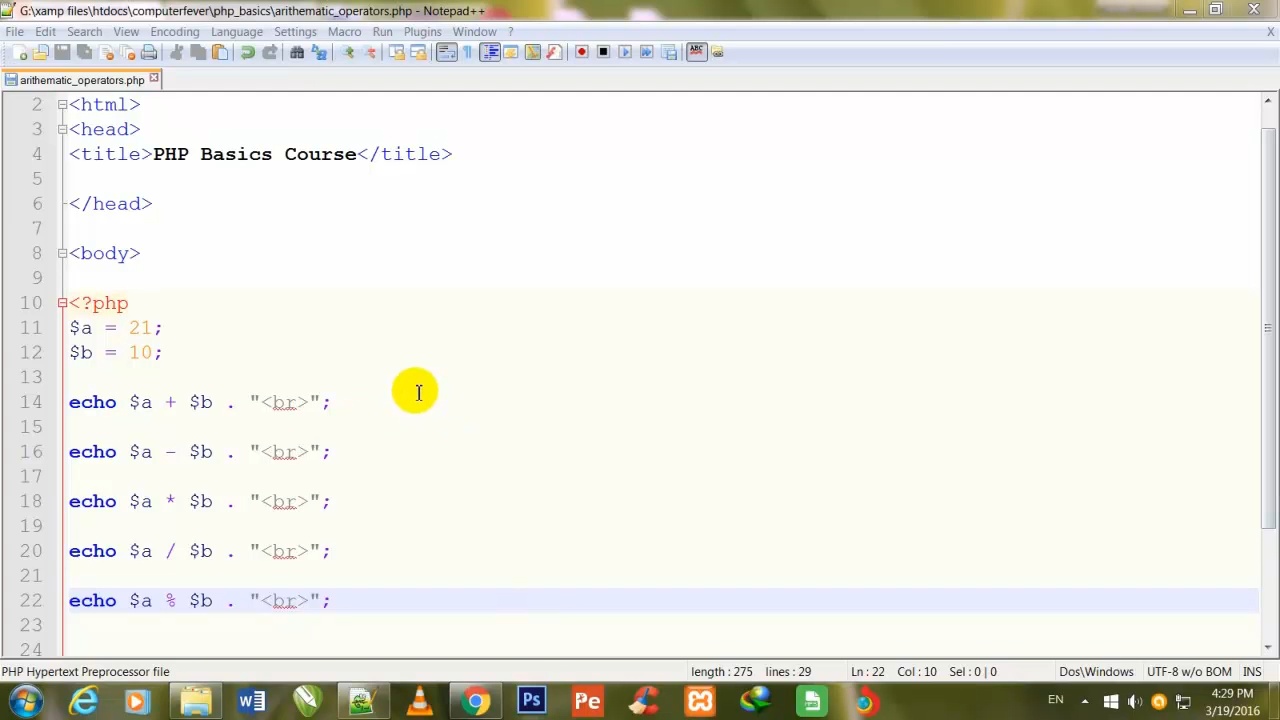 G:\xamp files\htdocs\computerfever\php_basics\arithematic_operators.php - Notepad++
File Edit Search View Encoding Language Settings Macro Run Plugins Window ? X
arithematic_operators.php
2 <html>
3 <head>
4 <title>PHP Basics Course</title>
5
6 </head>
7
8 <body>
9
10 <?php
11 $a = 21;
12 $b = 10;
13
14 echo $a + $b . "<br>";
15
16 echo $a - $b . "<br>";
17
18 echo $a * $b . "<br>";
19
20 echo $a / $b . "<br>";
21
22 echo $a % $b . "<br>";
23
24
PHP Hypertext Preprocessor file length : 275 lines : 29 Ln : 22 Col : 10 Sel : 0 | 0 Dos\Windows UTF-8 w/o BOM INS
EN 4:29 PM
3/19/2016
Ps
Pe